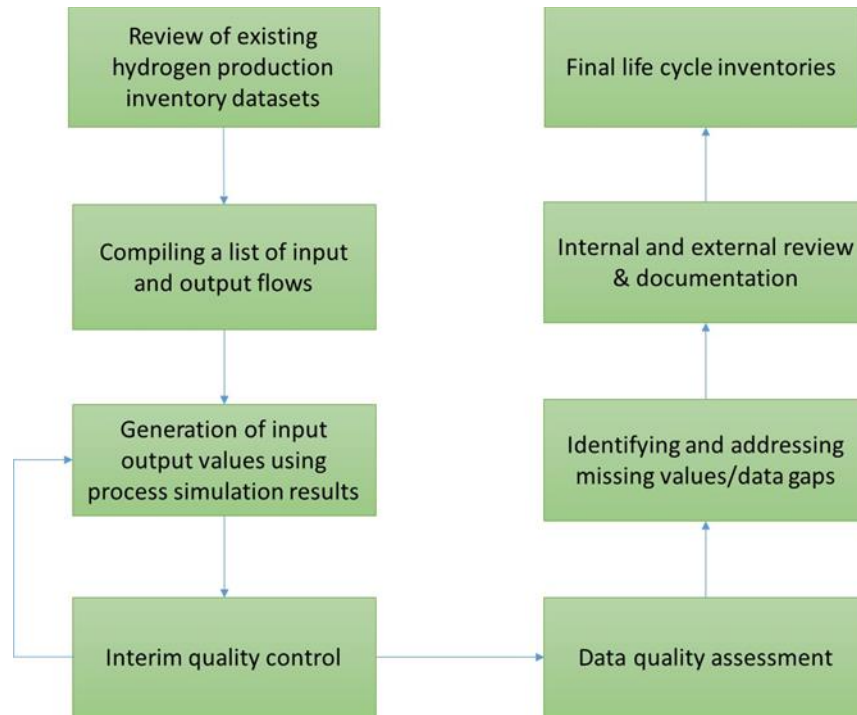 Review of existing
hydrogen production
inventory datasets
Compiling a list of input
and output flows
Generation of input
output values using
process simulation results
Interim quality control
Data quality assessment
Identifying and addressing
missing values/data gaps
Internal and external review
& documentation
Final life cycle inventories